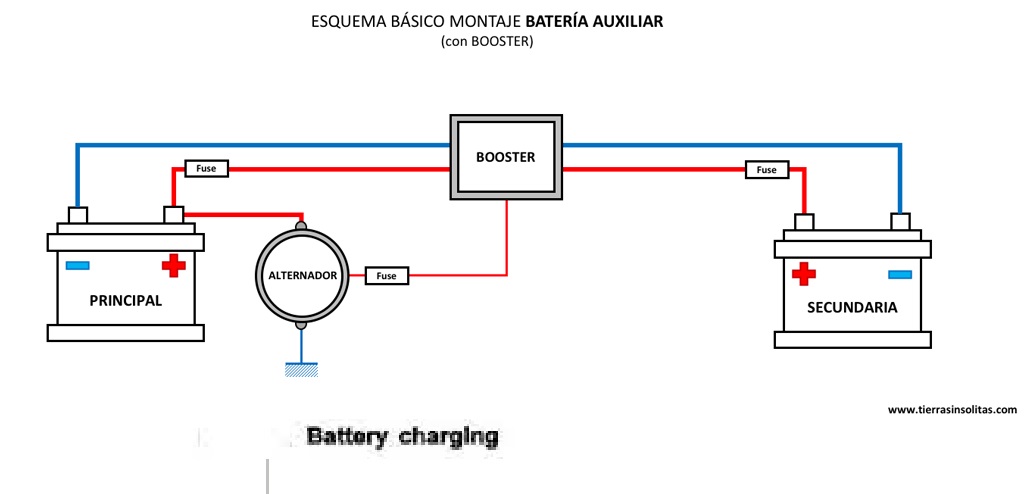 ESQUEMA BÁSICO MONTAJE BATERÍA AUXILIAR
(con BOOSTER)
BOOSTER
Fuse
Fuse
ALTERNADOR
Fuse
PRINCIPAL
SECUNDARIA
www.tierrasinsolitas.com
Battery charging